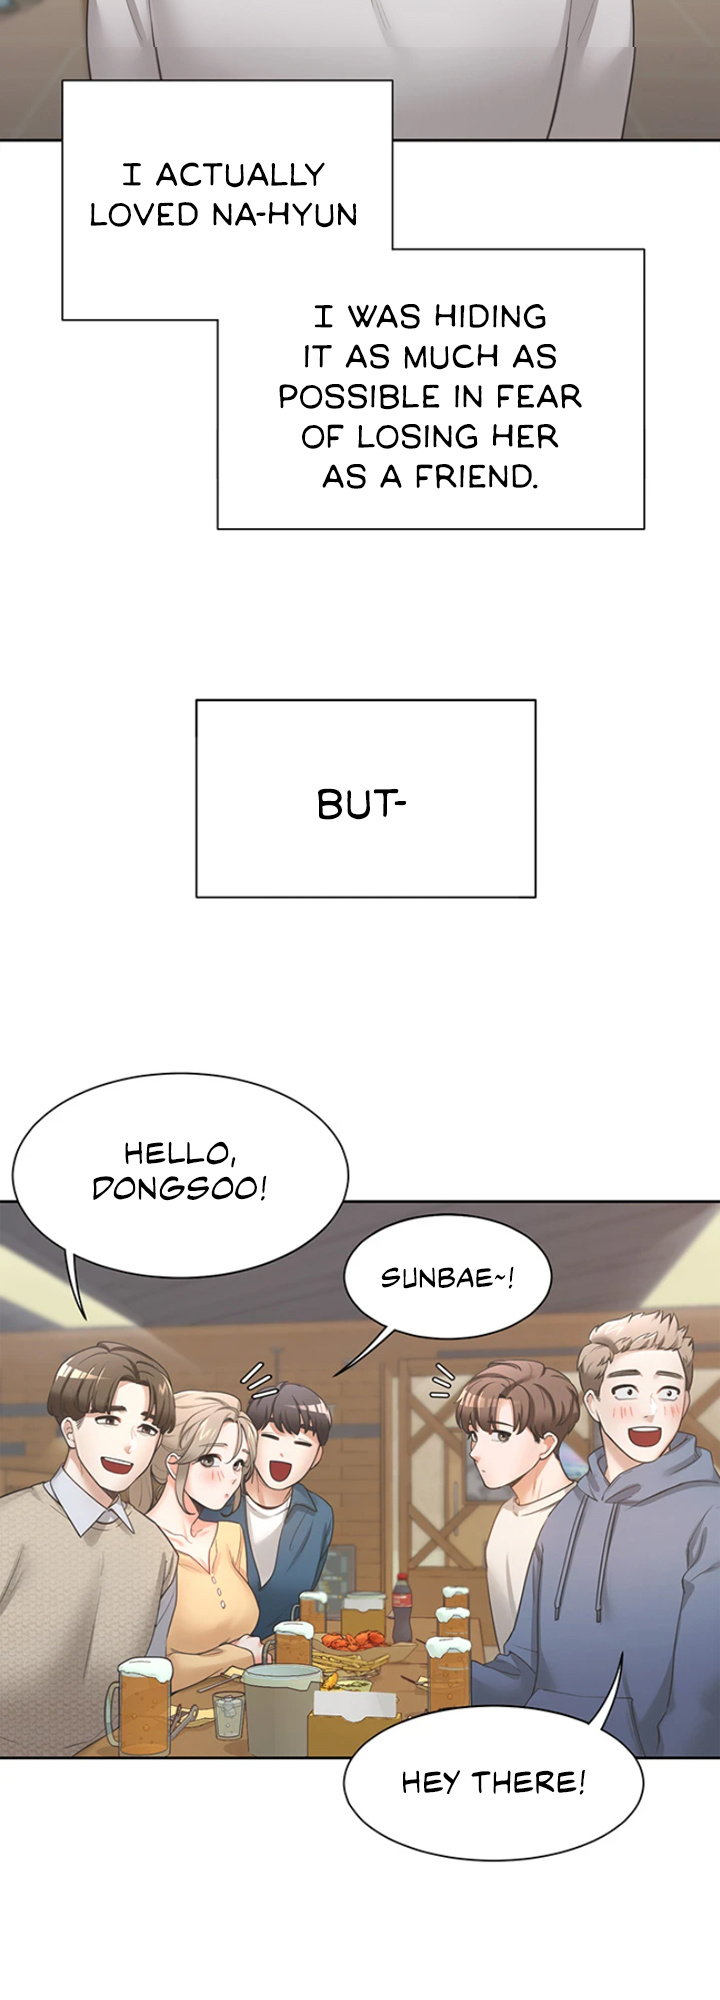 I ACTUALLY
LOVED NA-HYUN
I WAS HIDING
IT AS MUCH AS
POSSIBLE IN FEAR
OF LOSING HER
AS A FRIEND.
BUT-
HELLO,
DONGSOO!
SUNBAE~!
HEY THERE!